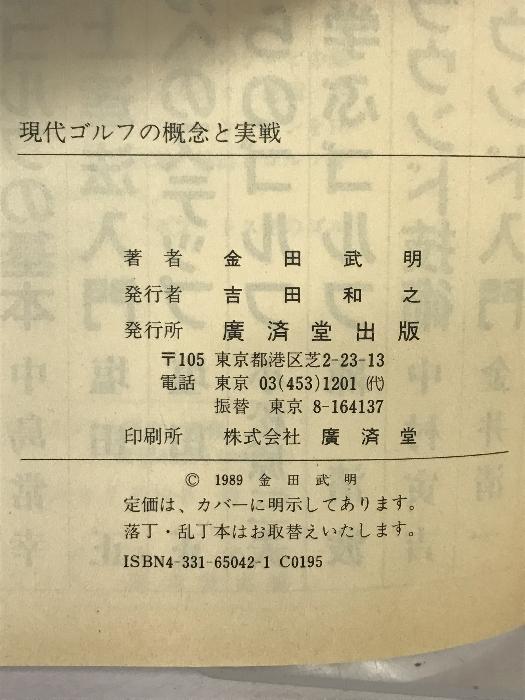 現代ゴルフの概念と実戦
著者 金田武明
発行者 吉田和之
発行所 廣済堂出版
〒105 東京都港区芝2-23-13
電話 東京 03(453)1201 ㈹
振替 東京 8-164137
印刷所 株式会社 廣済堂
© 1989 金田武明
定価は、カバーに明示してあります。
落丁・乱丁本はお取替えいたします。
ISBN4-331-65042-1 C0195